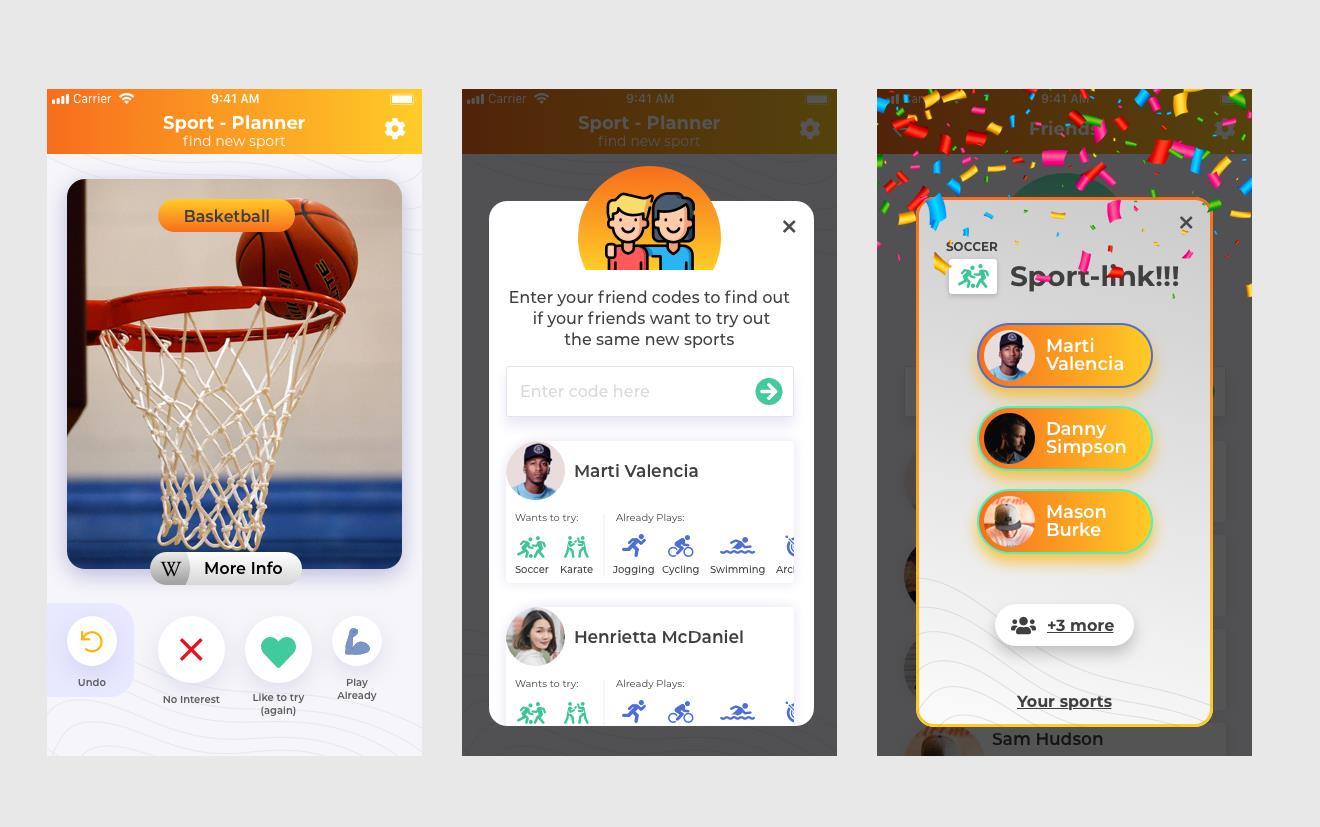 Carrier
9:41 AM
Sport - Planner
find new sport
Basketball
W
More Info
Undo
No Interest
Like to try
(again)
Play
Already
Carrier
9:41 AM
Sport - Planner
find new sport
Enter your friend codes to find out
if your friends want to try out
the same new sports
Enter code here
Marti Valencia
Wants to try:
Already Plays:
Soccer
Karate
Jogging
Cycling
Swimming
Henrietta McDaniel
Wants to try:
Already Plays:
9:41 AM
Friends
SOCCER
Sport-link!!!
Marti
Valencia
Danny
Simpson
Mason
Burke
+3 more
Your sports
Sam Hudson